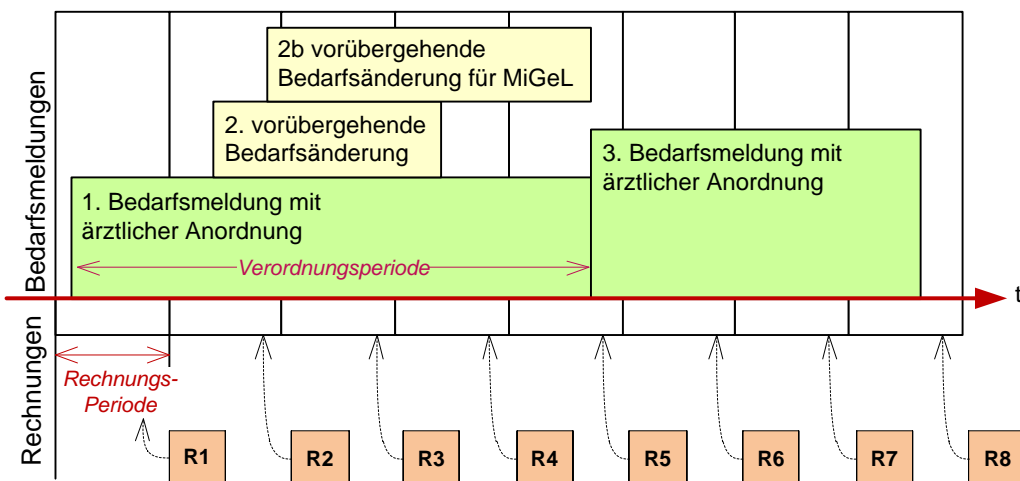 Bedarfsmeldungen
2b vorübergehende
Bedarfsänderung für MiGeL
2. vorübergehende
Bedarfsänderung
1. Bedarfsmeldung mit
ärztlicher Anordnung
3. Bedarfsmeldung mit
ärztlicher Anordnung
Verordnungsperiode
t
Rechnungen
Rechnungs-
Periode
R1
R2
R3
R4
R5
R6
R7
R8